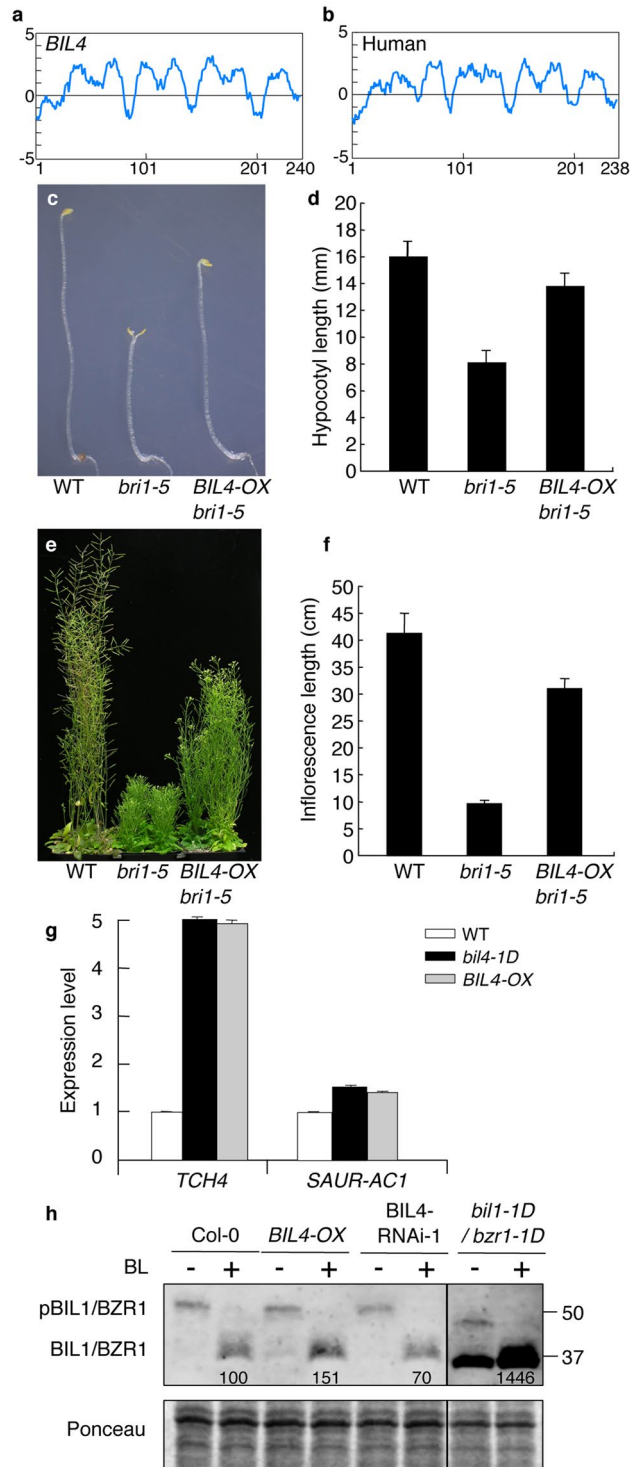 a
BIL4
5
0
-5
1
101
201
240
b
Human
5
0
-5
1
101
201
238
c
WT
bri1-5
BIL4-OX
bri1-5
d
Hypocotyl length (mm)
20
18
16
14
12
10
8
6
4
2
0
WT
bri1-5
BIL4-OX
bri1-5
e
WT
bri1-5
BIL4-OX
bri1-5
f
Inflorescence length (cm)
50
45
40
35
30
25
20
15
10
5
0
WT
bri1-5
BIL4-OX
bri1-5
g
WT
bil4-1D
BIL4-OX
Expression level
5
4
3
2
1
0
TCH4
SAUR-AC1
h
Col-0
BIL4-OX
BIL4-
RNAi-1
bil1-1D
/ bzr1-1D
BL - + - + - + - +
pBIL1/BZR1
50
BIL1/BZR1
37
100 151 70 1446
Ponceau